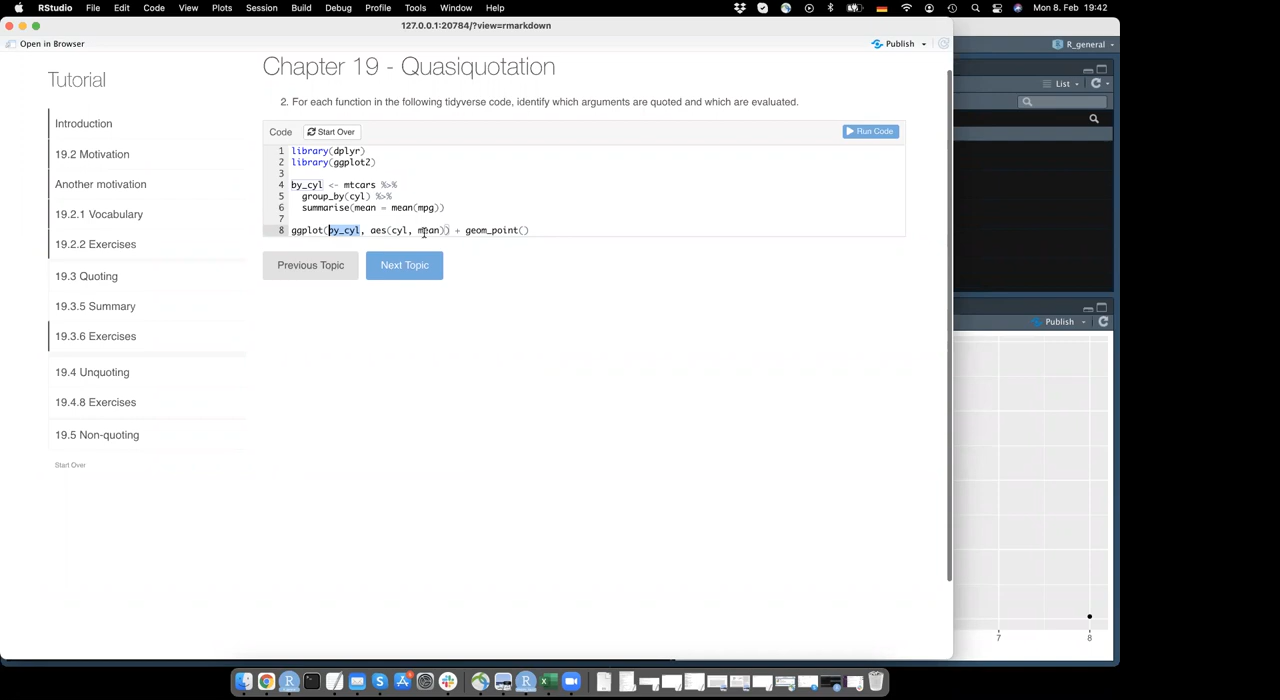 RStudio File Edit Code View Plots Session Build Debug Profile Tools Window Help Mon 8. Feb 19:42
127.0.0.1:20784/?view=rmarkdown
Open in Browser Publish
R_general
List
Tutorial
Introduction
19.2 Motivation
Another motivation
19.2.1 Vocabulary
19.2.2 Exercises
19.3 Quoting
19.3.5 Summary
19.3.6 Exercises
19.4 Unquoting
19.4.8 Exercises
19.5 Non-quoting
Start Over
Chapter 19 - Quasiquotation
2. For each function in the following tidyverse code, identify which arguments are quoted and which are evaluated.
Code Start Over Run Code
1 library(dplyr)
2 library(ggplot2)
3
4 by_cyl <- mtcars %>%
5 group_by(cyl) %>%
6 summarise(mean = mean(mpg))
7
8 ggplot(by_cyl, aes(cyl, mean)) + geom_point()
Previous Topic Next Topic
Publish
7 8